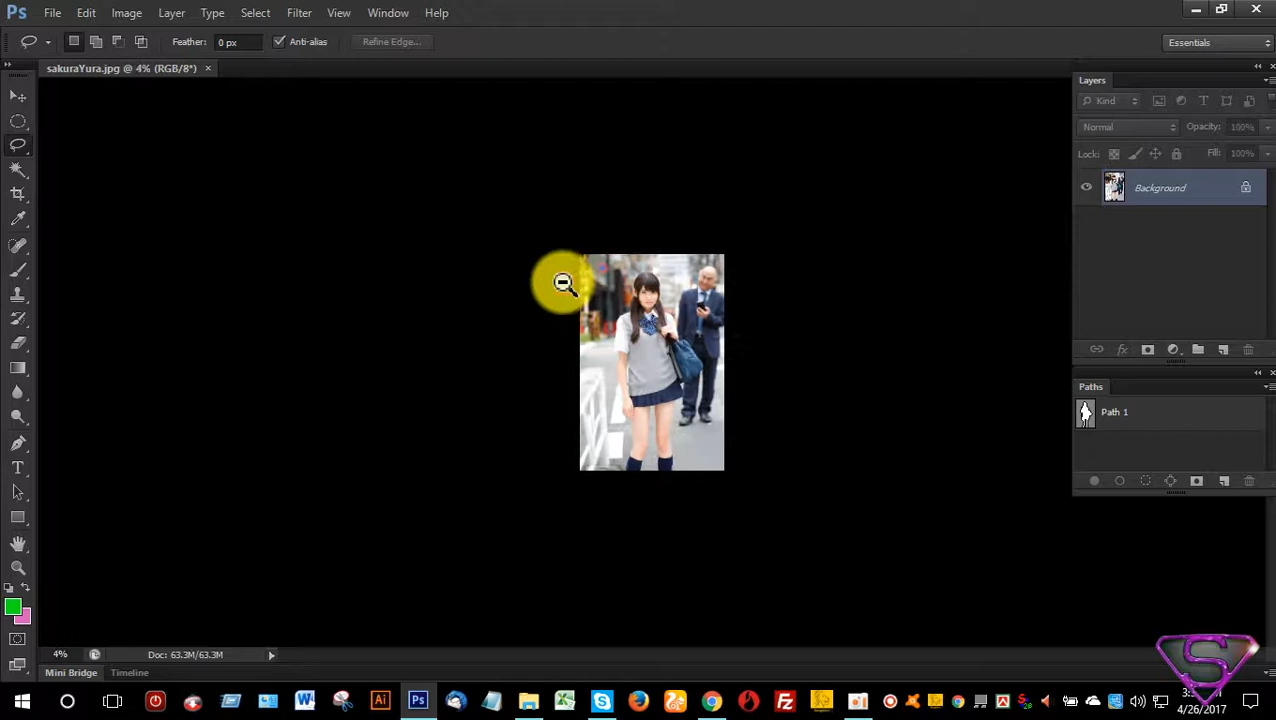 Ps File Edit Image Layer Type Select Filter View Window Help
Feather: 0 px Anti-alias Refine Edge... Essentials
sakuraYura.jpg @ 4% (RGB/8*) ×
Layers
Kind
Normal Opacity: 100%
Lock: Fill: 100%
Background
Paths
Path 1
4% Doc: 63.3M/63.3M
Mini Bridge Timeline
4/26/2017